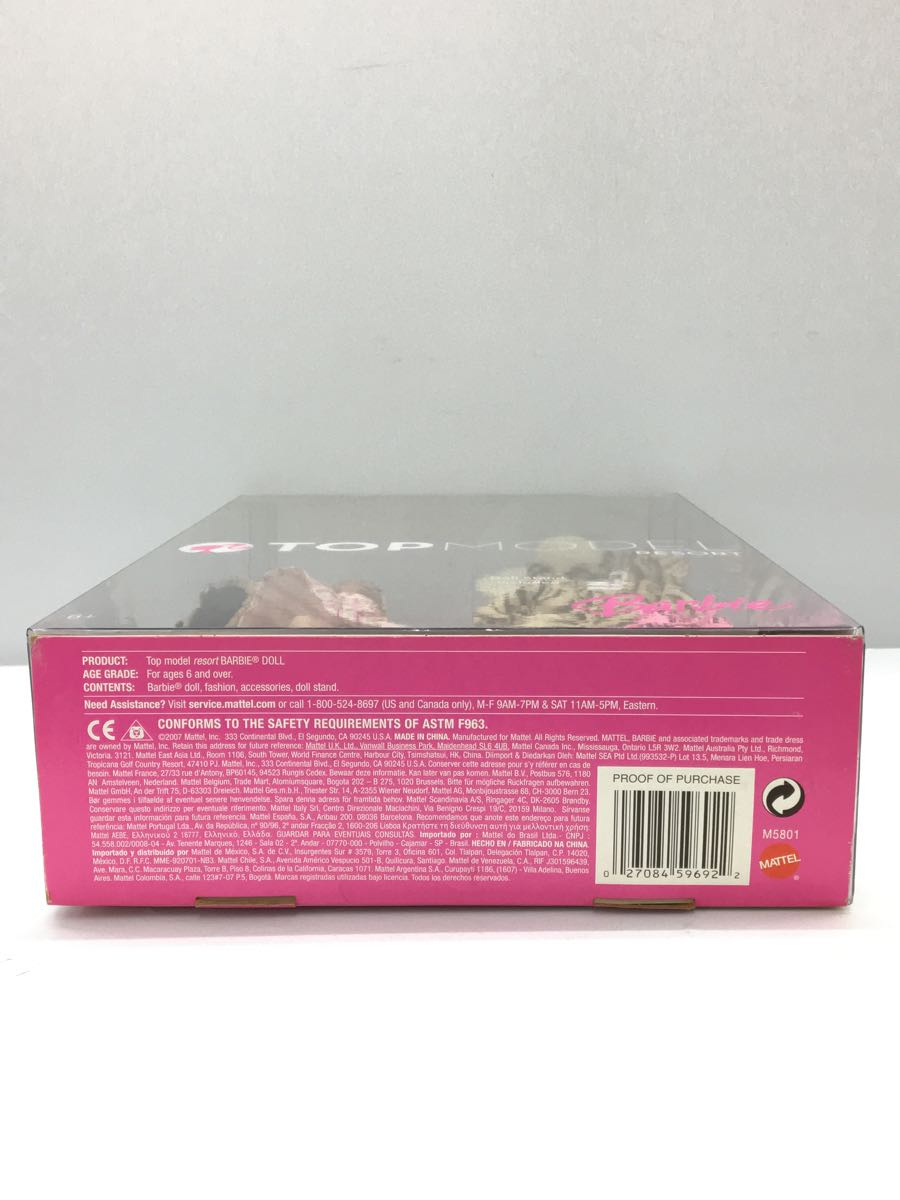 TOPMODEL
RESORT
Doll Stand
Included
Barbie
6+
PRODUCT: Top model resort BARBIE® DOLL
AGE GRADE: For ages 6 and over.
CONTENTS: Barbie® doll, fashion, accessories, doll stand.
Need Assistance? Visit service.mattel.com or call 1-800-524-8697 (US and Canada only), M-F 9AM-7PM & SAT 11AM-5PM, Eastern.
CE CONFORMS TO THE SAFETY REQUIREMENTS OF ASTM F963.
©2007 Mattel, Inc. 333 Continental Blvd., El Segundo, CA 90245 U.S.A. MADE IN CHINA. Manufactured for Mattel. MATTEL, BARBIE and associated trademarks and trade dress
are owned by Mattel, Inc. Retain this address for future reference: Mattel U.K. Ltd., Vanwall Business Park, Maidenhead SL6 4UB. Mattel Canada Inc., Mississauga, Ontario L5R 3W2. Mattel Australia Pty Ltd., Richmond,
Victoria. 3121. Mattel East Asia Ltd., Room 1106, South Tower, World Finance Centre, Harbour City, Tsimshatsui, HK, China. Diimport & Diedarkan Oleh: Mattel SEA Ptd Ltd.(993532-P) Lot 13.5, Menara Lien Hoe, Persiaran
Tropicana Golf Country Resort, 47410 PJ. Mattel, Inc., 333 Continental Blvd., El Segundo, CA 90245 U.S.A. Conserver cette adresse pour s'y référer en cas de
besoin. Mattel France, 27/33 rue d'Antony, BP60145, 94523 Rungis Cedex. Bewaar deze informatie. Kan later van pas komen. Mattel B.V., Postbus 576, 1180
AN Amstelveen, Nederland. Mattel Belgium, Trade Mart, Atomiumsquare, Bogota 202 - B 275, 1020 Brussels. Bitte für mögliche Rückfragen aufbewahren.
Mattel GmbH, An der Trift 75, D-63303 Dreieich. Mattel Ges.m.b.H., Triester Str. 14, A-2355 Wiener Neudorf. Mattel AG, Monbijoustrasse 68, CH-3000 Bern 23.
Bør gemmes i tilfælde af eventuel senere henvendelse. Spara denna adress för framtida behov. Mattel Scandinavia A/S, Ringager 4C, DK-2605 Brøndby.
Conservare questo indirizzo per eventuale riferimento. Mattel Italy Srl, Centro Direzionale Maciachini, Via Benigno Crespi 19/C, 20159 Milano. Sírvanse
guardar esta información para futura referencia. Mattel España, S.A., Aribau 200. 08036 Barcelona. Recomendamos que guarde este endereço para futura
referência: Mattel Portugal Lda., Av. da República, n° 90/96, 2° andar Fracção 2, 1600-206 Lisboa Κρατήστε τη διεύθυνση αυτή για μελλοντική χρήση:
Mattel AEBE, Ελληνικού 2 16777, Ελληνικό. Ελλάδα. GUARDAR PARA EVENTUAIS CONSULTAS. Importado por : Mattel do Brasil Ltda.- CNPJ :
54.558.002/0008-04 - Av. Tenente Marques, 1246 - Sala 02 - 2°. Andar - 07770-000 - Polvilho - Cajamar - SP - Brasil. HECHO EN / FABRICADO NA CHINA.
Importado y distribuido por Mattel de México, S.A. de C.V., Insurgentes Sur # 3579, Torre 3, Oficina 601, Col. Tlalpan, Delegación Tlalpan, C.P. 14020,
México, D.F. R.F.C. MME-920701-NB3. Mattel Chile, S.A., Avenida Américo Vespucio 501-B, Quilicura, Santiago. Mattel de Venezuela, C.A., RIF J301596439,
Ave. Mara, C.C. Macaracuay Plaza, Torre B, Piso 8, Colinas de la California, Caracas 1071. Mattel Argentina S.A., Curupaytí 1186, (1607) - Villa Adelina, Buenos
Aires. Mattel Colombia, S.A., calle 123#7-07 P.5, Bogotá. Marcas registradas utilizadas bajo licencia. Todos los derechos reservados.
PROOF OF PURCHASE
0 27084 59692 2
M5801
MATTEL
®